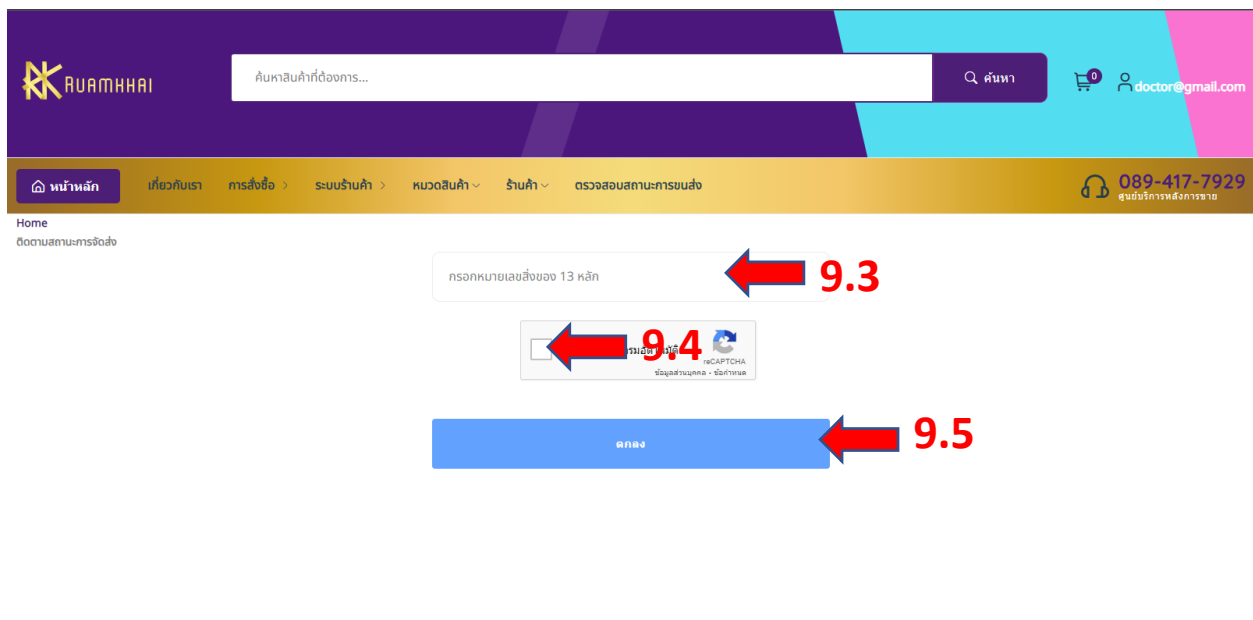 RUAMHHAI
ค้นหาสินค้าที่ต้องการ...
ค้นหา
0
doctor@gmail.com
หน้าหลัก เกี่ยวกับเรา การสั่งซื้อ ระบบร้านค้า หมวดสินค้า ร้านค้า ตรวจสอบสถานะการขนส่ง
089-417-7929
ศูนย์บริการหลังการขาย
Home
ติดตามสถานะการจัดส่ง
กรอกหมายเลขสิ่งของ 13 หลัก
9.3
9.4
reCAPTCHA
ข้อมูลส่วนบุคคล - ข้อกำหนด
ตกลง
9.5